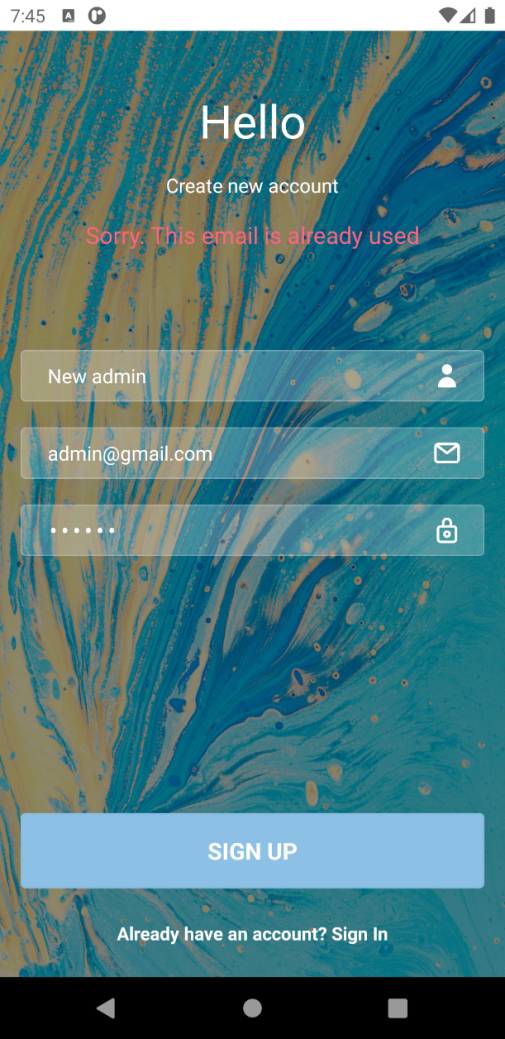 7:45
Hello
Create new account
Sorry. This email is already used
New admin
admin@gmail.com
••••••
SIGN UP
Already have an account? Sign In